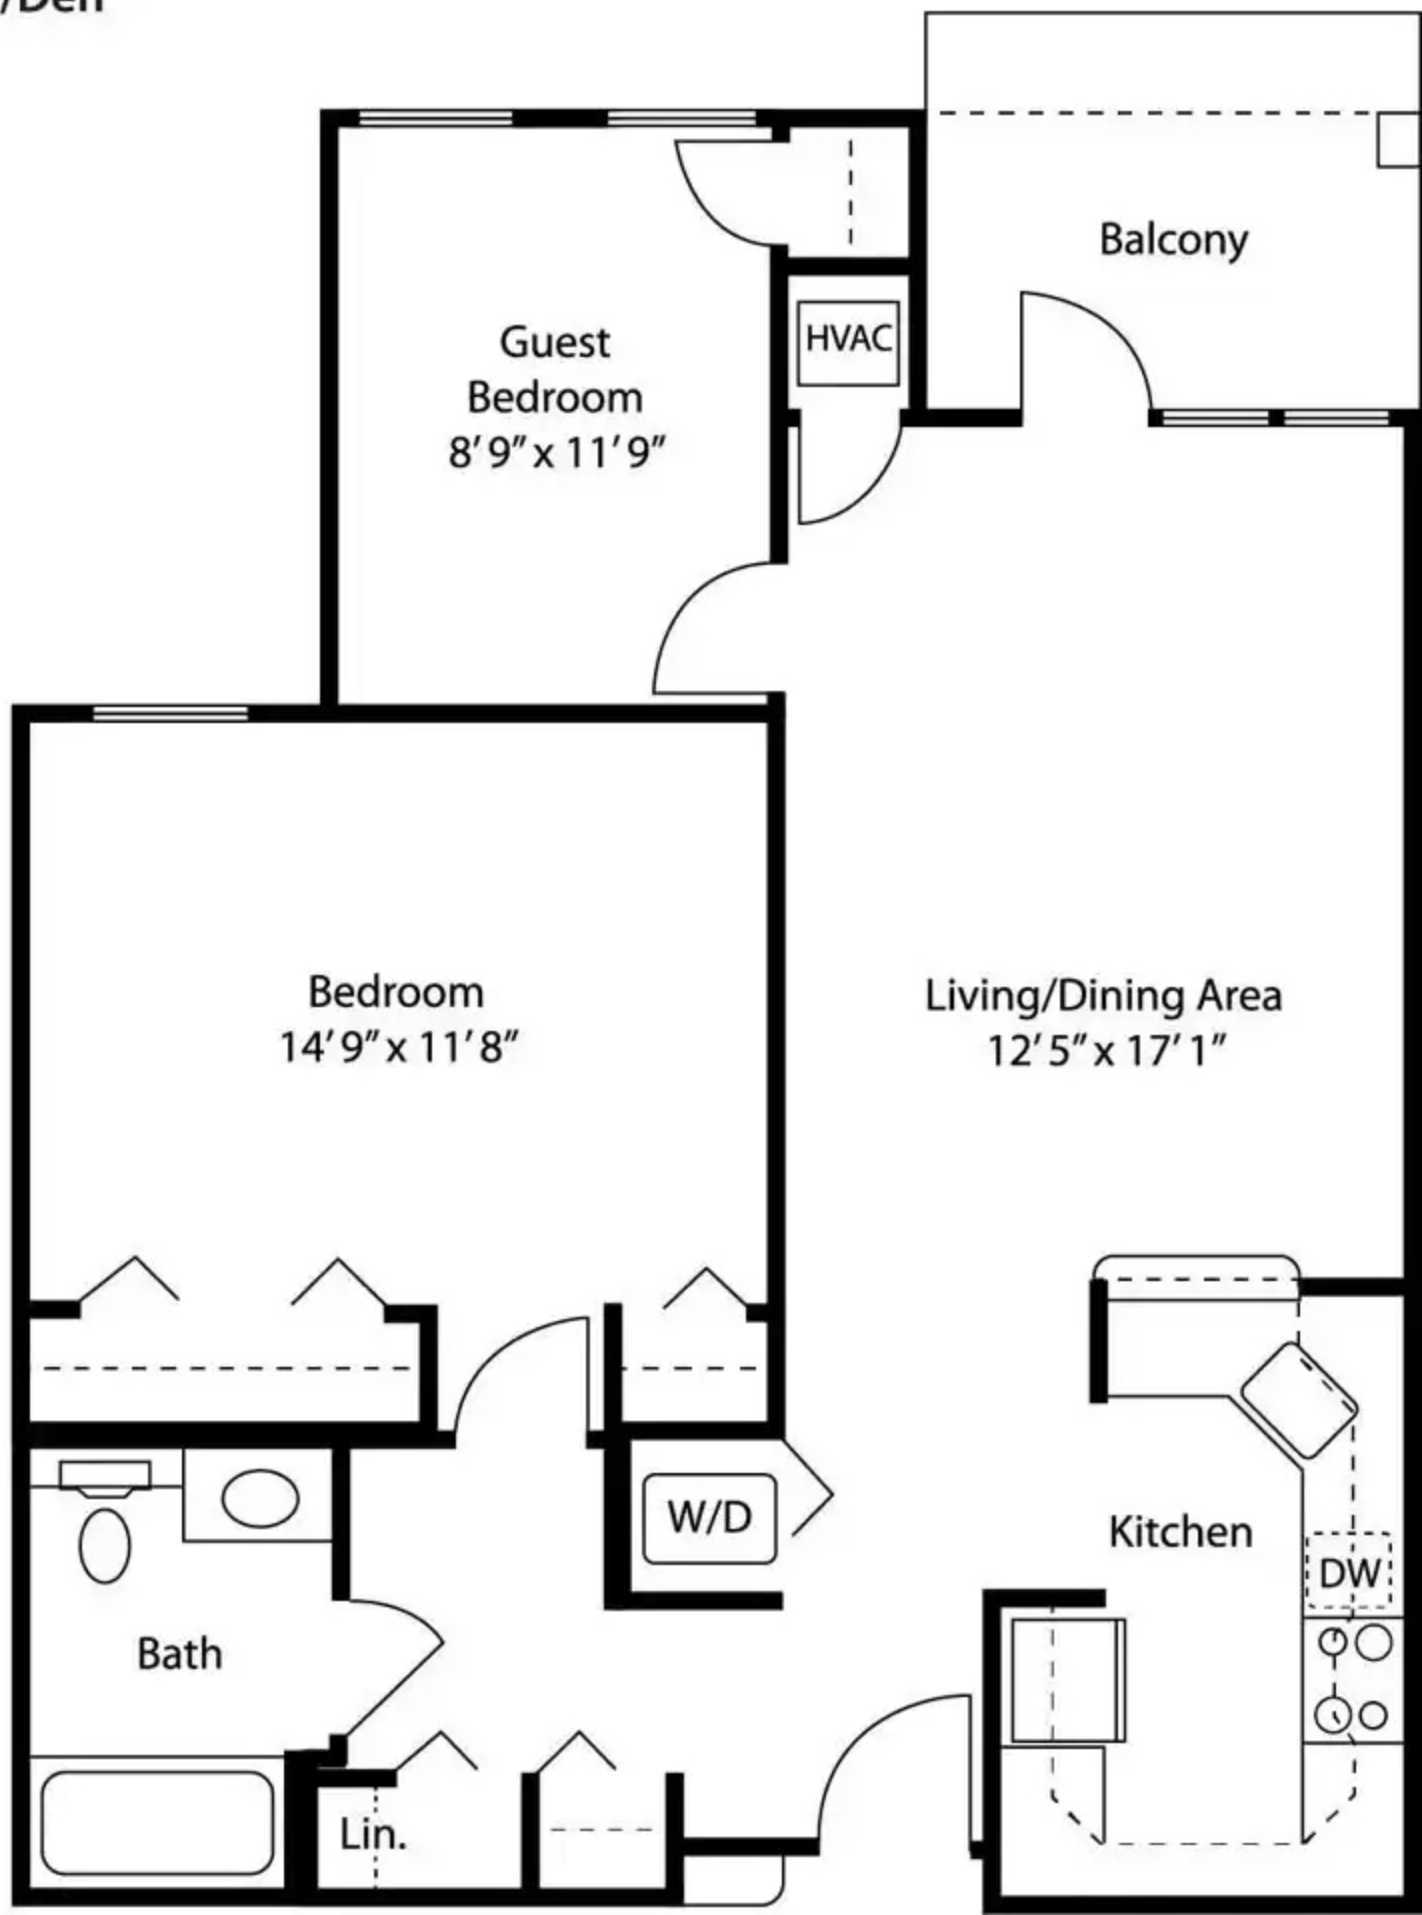 /Den
Balcony
HVAC
Guest
Bedroom
8’ 9” x 11’ 9”
Bedroom
14’ 9” x 11’ 8”
Living/Dining Area
12’ 5” x 17’ 1”
W/D
Kitchen
DW
Bath
Lin.